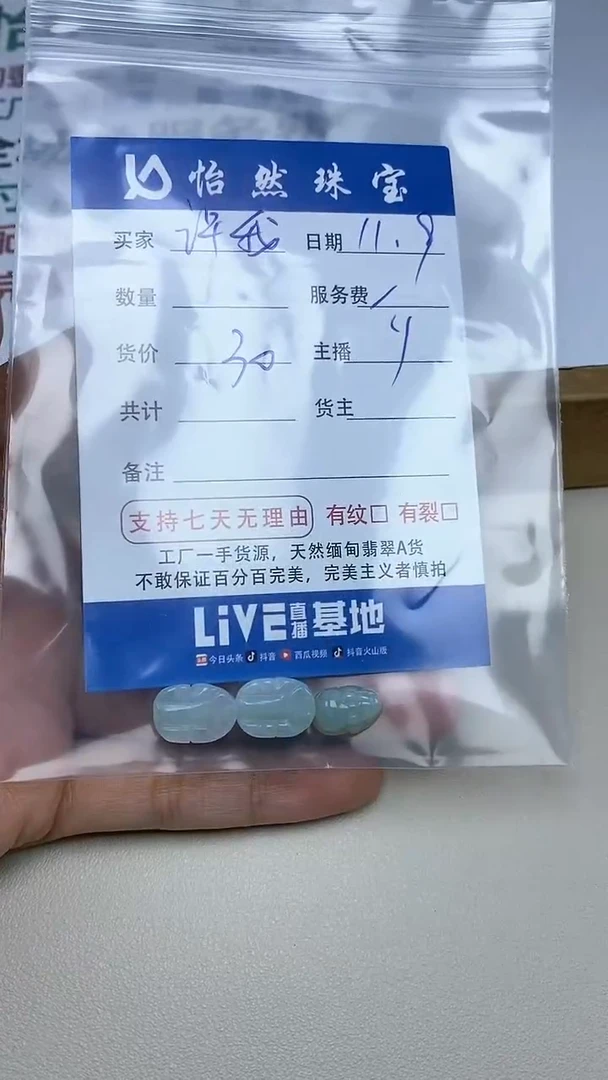 怡然珠宝
买家 许我 日期 11.9
数量 服务费 /
货价 30 主播 Y
共计 货主
备注
支持七天无理由 有纹□ 有裂□
工厂一手货源，天然缅甸翡翠A货
不敢保证百分百完美，完美主义者慎拍
LiVE直播基地
头条 今日头条 抖音 西瓜视频 抖音火山版